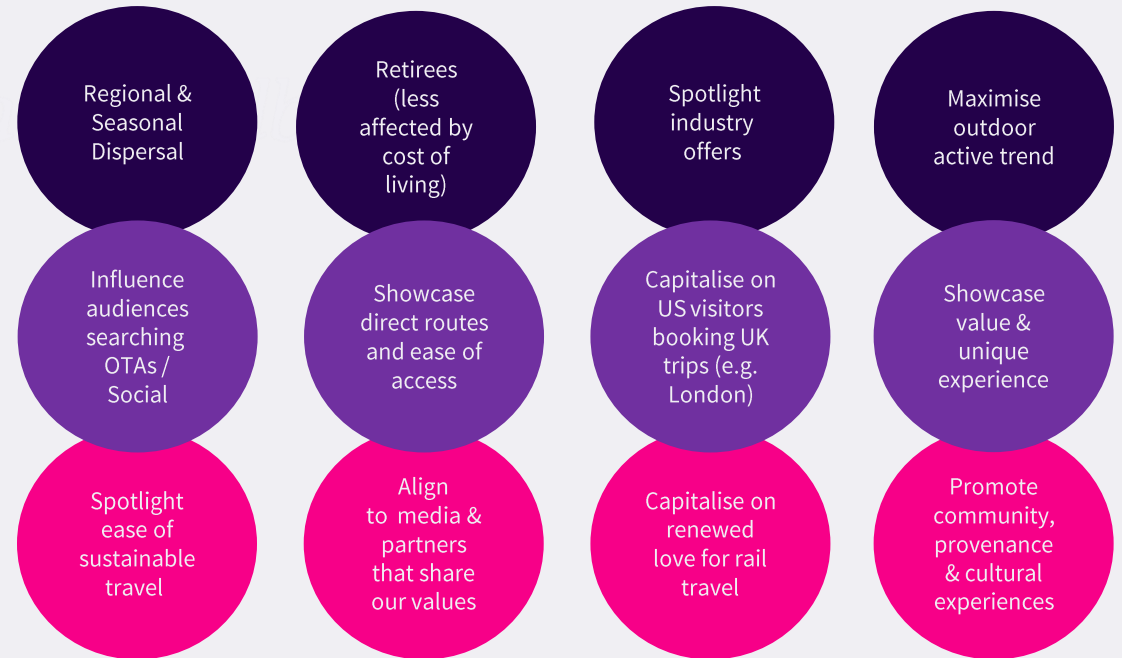 Regional &
Seasonal
Dispersal
Retirees
(less
affected by
cost of
living)
Spotlight
industry
offers
Maximise
outdoor
active trend
Influence
audiences
searching
OTAs /
Social
Showcase
direct routes
and ease of
access
Capitalise on
US visitors
booking UK
trips (e.g.
London)
Showcase
value &
unique
experience
Spotlight
ease of
sustainable
travel
Align
to media &
partners
that share
our values
Capitalise on
renewed
love for rail
travel
Promote
community,
provenance
& cultural
experiences